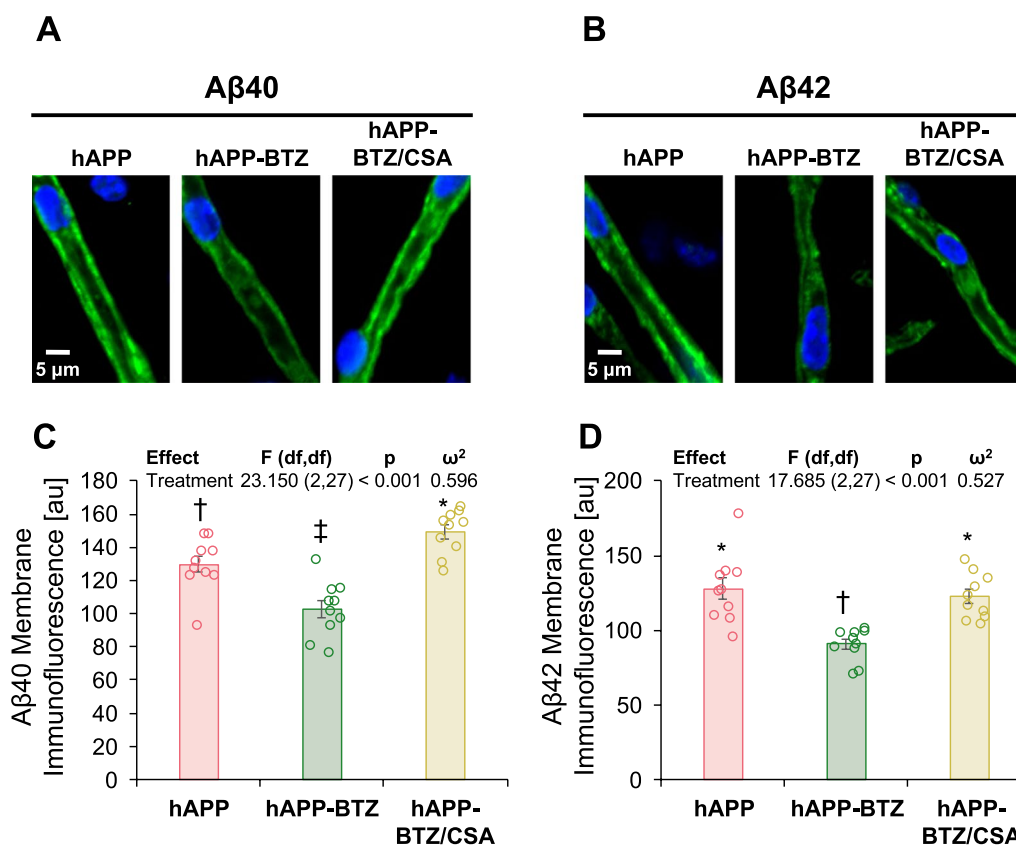 A
Aβ40
hAPP
hAPP-BTZ
hAPP-
BTZ/CSA
5 µm
B
Aβ42
hAPP
hAPP-BTZ
hAPP-
BTZ/CSA
5 µm
C
Effect F (df,df) p ω²
Treatment 23.150 (2,27) < 0.001 0.596
Aβ40 Membrane
Immunofluorescence [au]
180
160
140
120
100
80
60
40
20
0
†
‡
*
hAPP
hAPP-BTZ
hAPP-
BTZ/CSA
D
Effect F (df,df) p ω²
Treatment 17.685 (2,27) < 0.001 0.527
Aβ42 Membrane
Immunofluorescence [au]
200
150
100
50
0
*
†
*
hAPP
hAPP-BTZ
hAPP-
BTZ/CSA